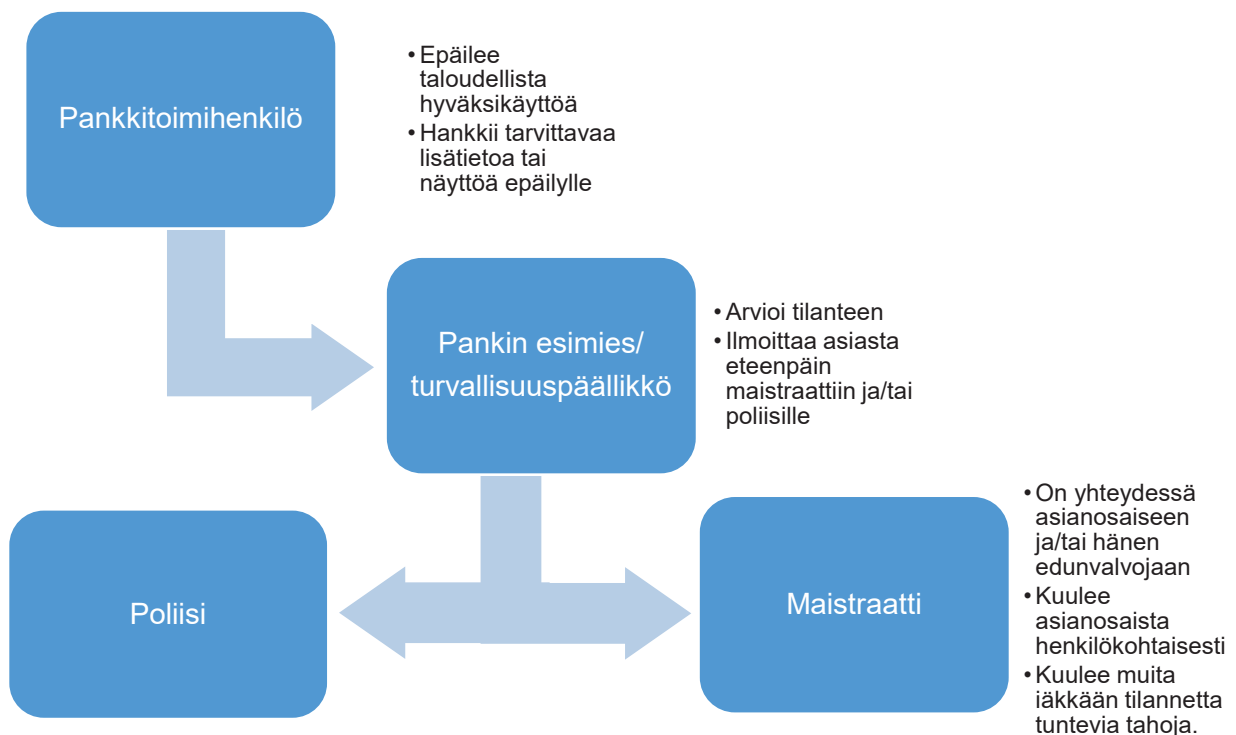 Pankkitoimihenkilö
• Epäilee
taloudellista
hyväksikäyttöä
• Hankkii tarvittavaa
lisätietoa tai
näyttöä epäilylle
Pankin esimies/
turvallisuuspäällikkö
• Arvioi tilanteen
• Ilmoittaa asiasta
eteenpäin
maistraattiin ja/tai
poliisille
Poliisi
Maistraatti
• On yhteydessä
asianosaiseen
ja/tai hänen
edunvalvojaan
• Kuulee
asianosaista
henkilökohtaisesti
• Kuulee muita
iäkkään tilannetta
tuntevia tahoja.